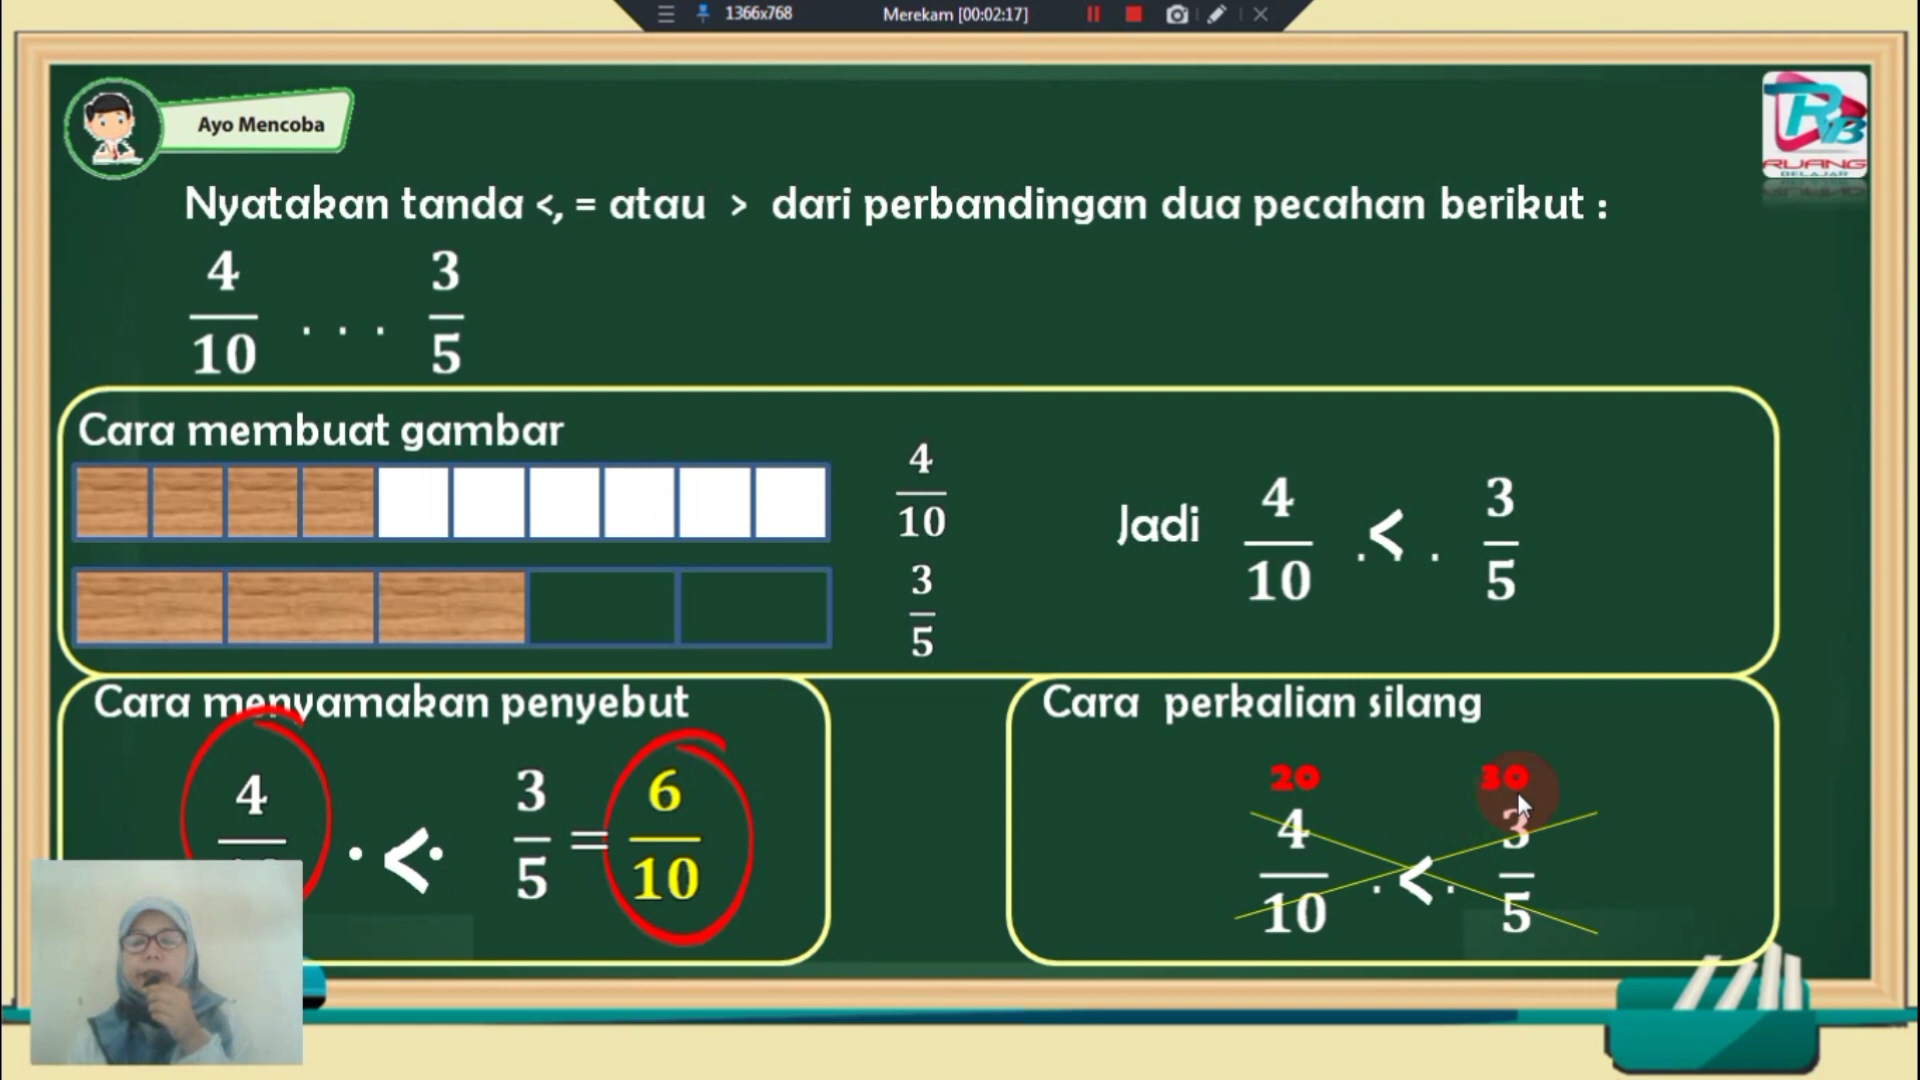 1366x768 Merekam [00:02:17]
Ayo Mencoba
RVB
RUANG
BELAJAR
Nyatakan tanda <, = atau > dari perbandingan dua pecahan berikut :
4/10 . . . 3/5
Cara membuat gambar
4/10
3/5
Jadi 4/10 . < . 3/5
Cara menyamakan penyebut
4 . < . 3/5 = 6/10
Cara perkalian silang
20 30
4/10 . < . 3/5